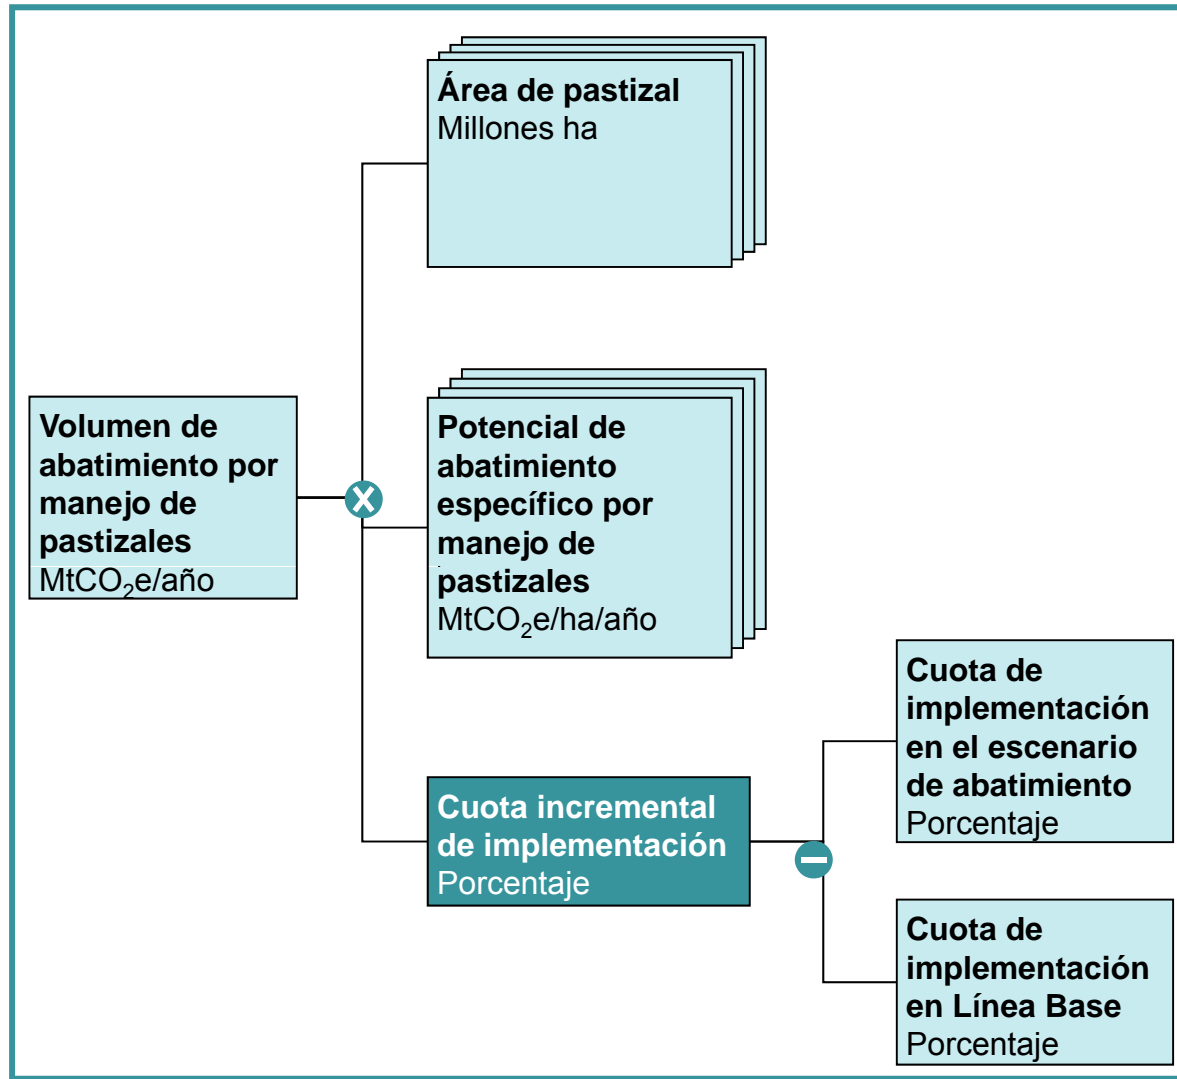 Área de pastizal
Millones ha
Volumen de
abatimiento por
manejo de
pastizales
MtCO₂e/año
X
Potencial de
abatimiento
específico por
manejo de
pastizales
MtCO₂e/ha/año
Cuota incremental
de implementación
Porcentaje
–
Cuota de
implementación
en el escenario
de abatimiento
Porcentaje
Cuota de
implementación
en Línea Base
Porcentaje